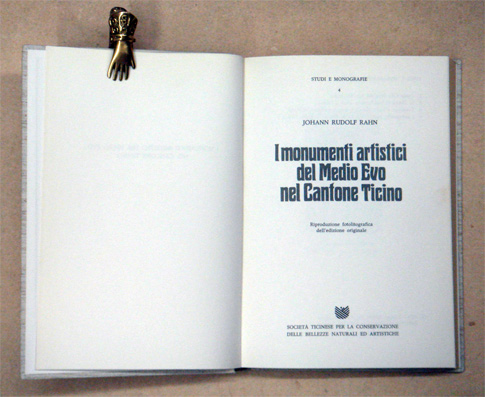 STUDI E MONOGRAFIE
4
JOHANN RUDOLF RAHN
I monumenti artistici
del Medio Evo
nel Cantone Ticino
Riproduzione fotolitografica
dell'edizione originale
SOCIETÀ TICINESE PER LA CONSERVAZIONE
DELLE BELLEZZE NATURALI ED ARTISTICHE